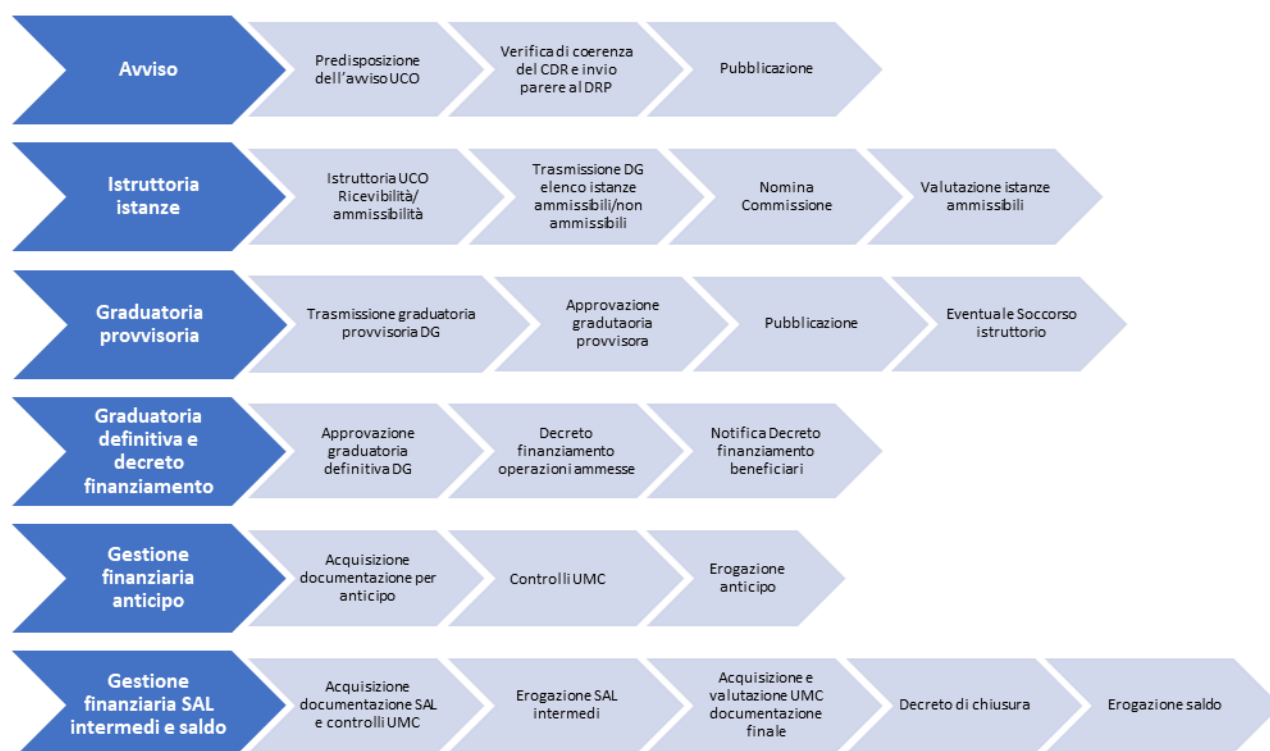 Avviso
Predisposizione
dell'avviso UCO
Verifica di coerenza
del CDR e invio
parere al DRP
Pubblicazione
Istruttoria
istanze
Istruttoria UCO
Ricevibilità/
ammissibilità
Trasmissione DG
elenco istanze
ammissibili/non
ammissibili
Nomina
Commissione
Valutazione istanze
ammissibili
Graduatoria
provvisoria
Trasmissione graduatoria
provvisoria DG
Approvazione
gradutaoria
provvisora
Pubblicazione
Eventuale Soccorso
istruttorio
Graduatoria
definitiva e
decreto
finanziamento
Approvazione
graduatoria
definitiva DG
Decreto
finanziamento
operazioni ammesse
Notifica Decreto
finanziamento
beneficiari
Gestione
finanziaria
anticipo
Acquisizione
documentazione per
anticipo
Controlli UMC
Erogazione
anticipo
Gestione
finanziaria SAL
intermedi e saldo
Acquisizione
documentazione SAL
e controlli UMC
Erogazione SAL
intermedi
Acquisizione e
valutazione UMC
documentazione
finale
Decreto di chiusura
Erogazione saldo